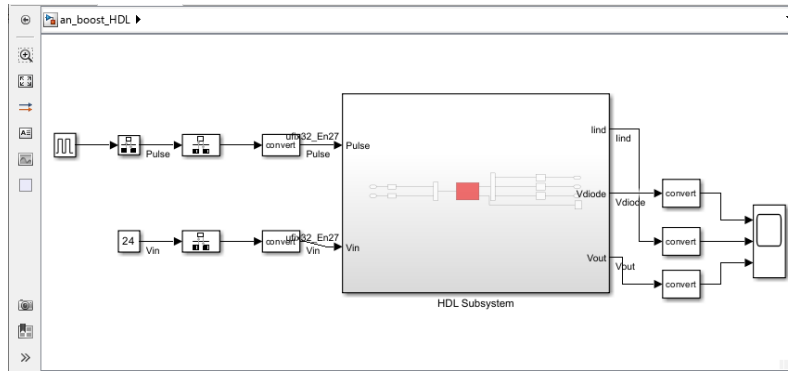 an_boost_HDL
ufix32_En27
Pulse
convert
Pulse
Pulse
24
Vin
ufix32_En27
convert
Vin
Vin
Iind
Iind
Vdiode
Vdiode
Vout
Vout
convert
convert
convert
HDL Subsystem